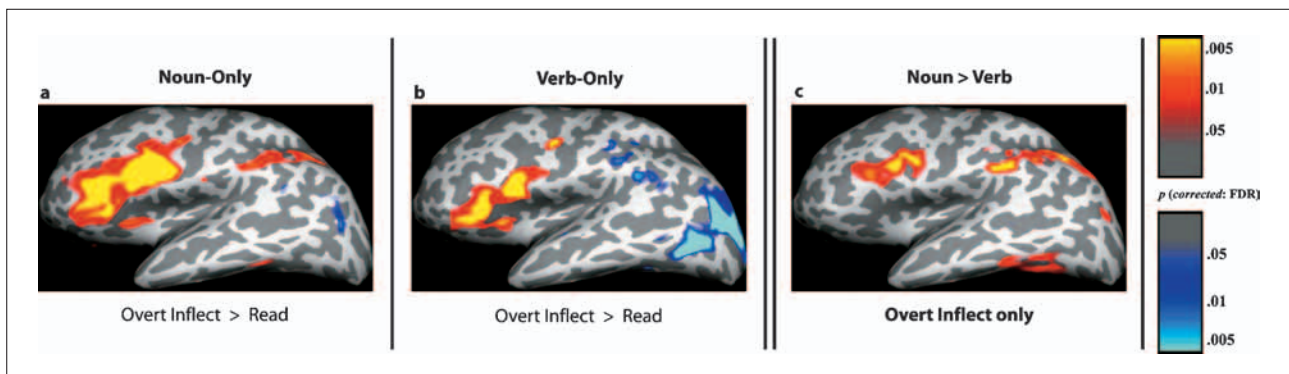 Noun-Only
Verb-Only
Noun > Verb
a
b
c
Overt Inflect > Read
Overt Inflect > Read
Overt Inflect only
.005
.01
.05
p (corrected: FDR)
.05
.01
.005